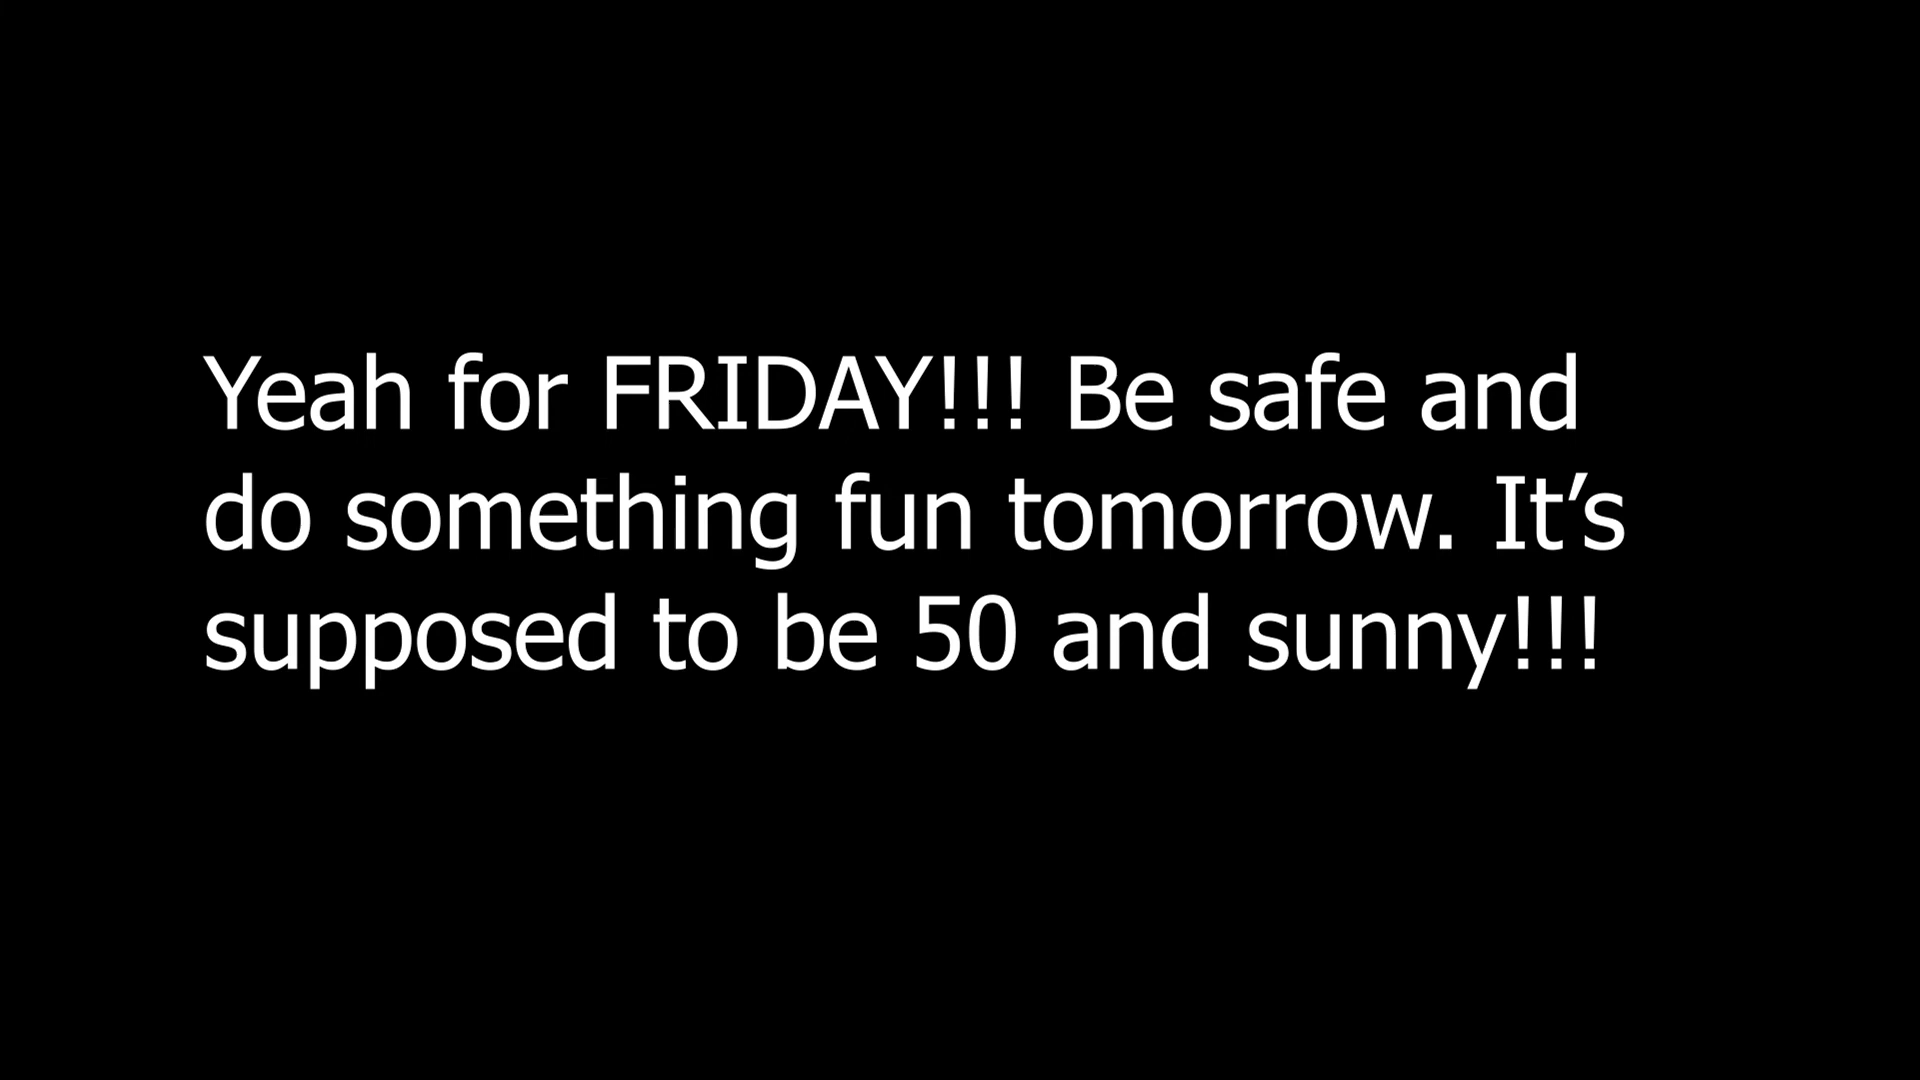 Yeah for FRIDAY!!! Be safe and
do something fun tomorrow. It’s
supposed to be 50 and sunny!!!